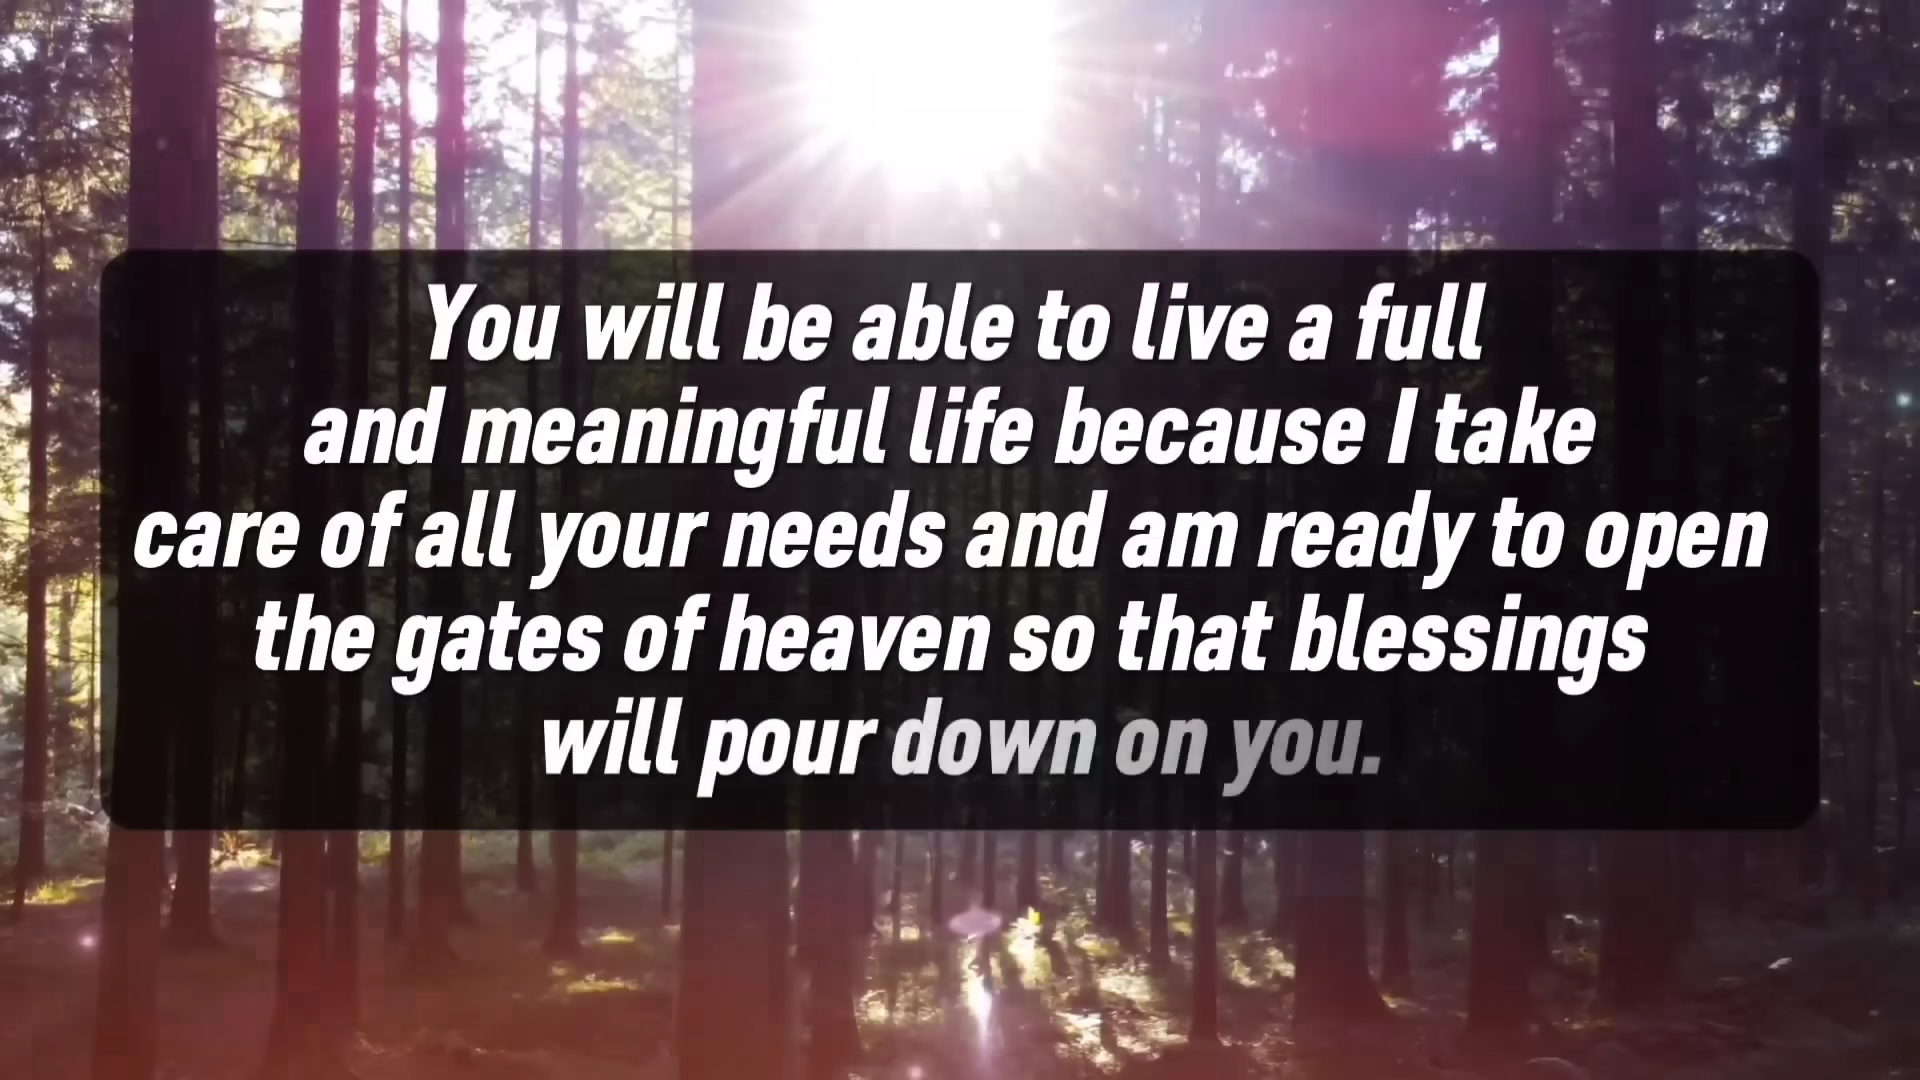 You will be able to live a full
and meaningful life because I take
care of all your needs and am ready to open
the gates of heaven so that blessings
will pour down on you.